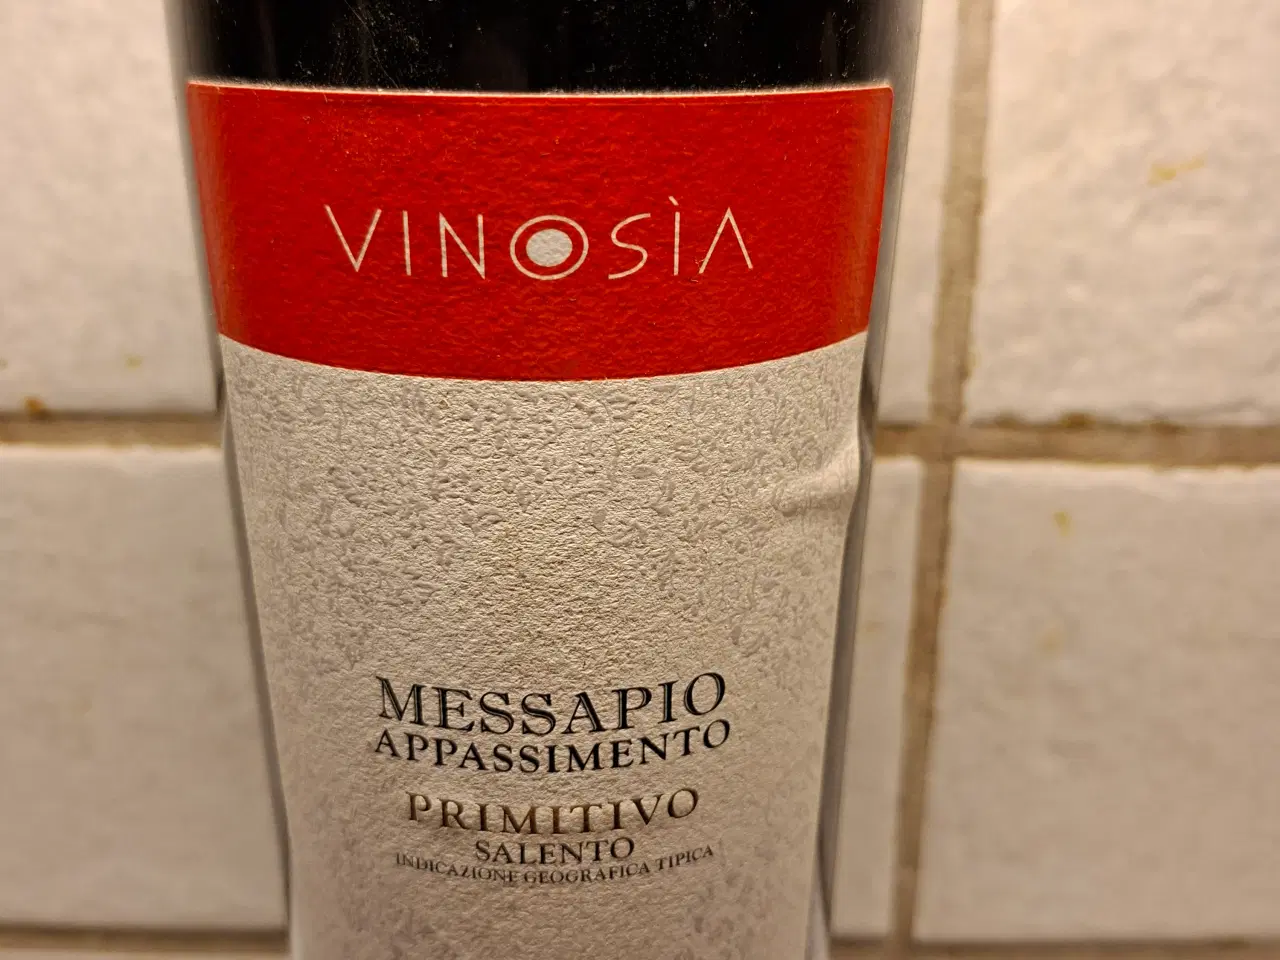 VINOSÌA
MESSAPIO
APPASSIMENTO
PRIMITIVO
SALENTO
INDICAZIONE GEOGRAFICA TIPICA